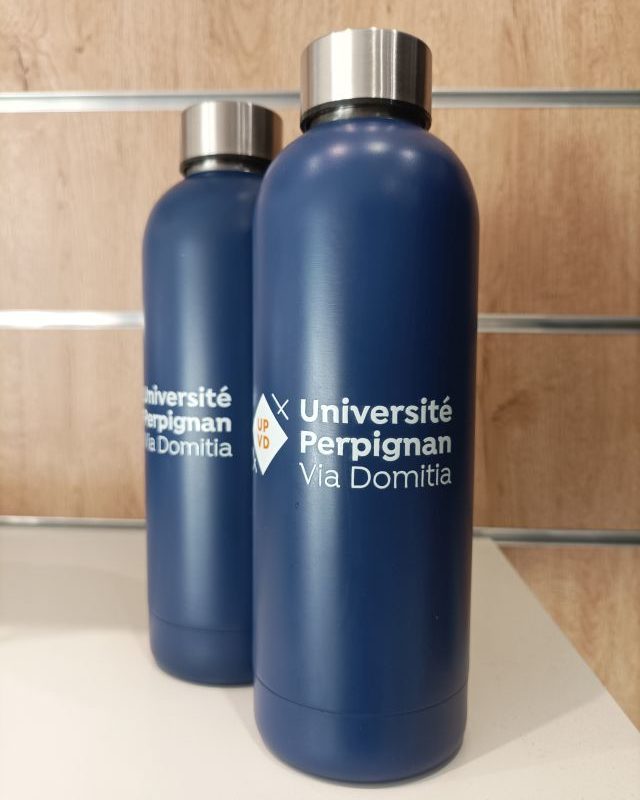 Université
Perpignan
Via Domitia
UP
VD
Université
Perpignan
Via Domitia